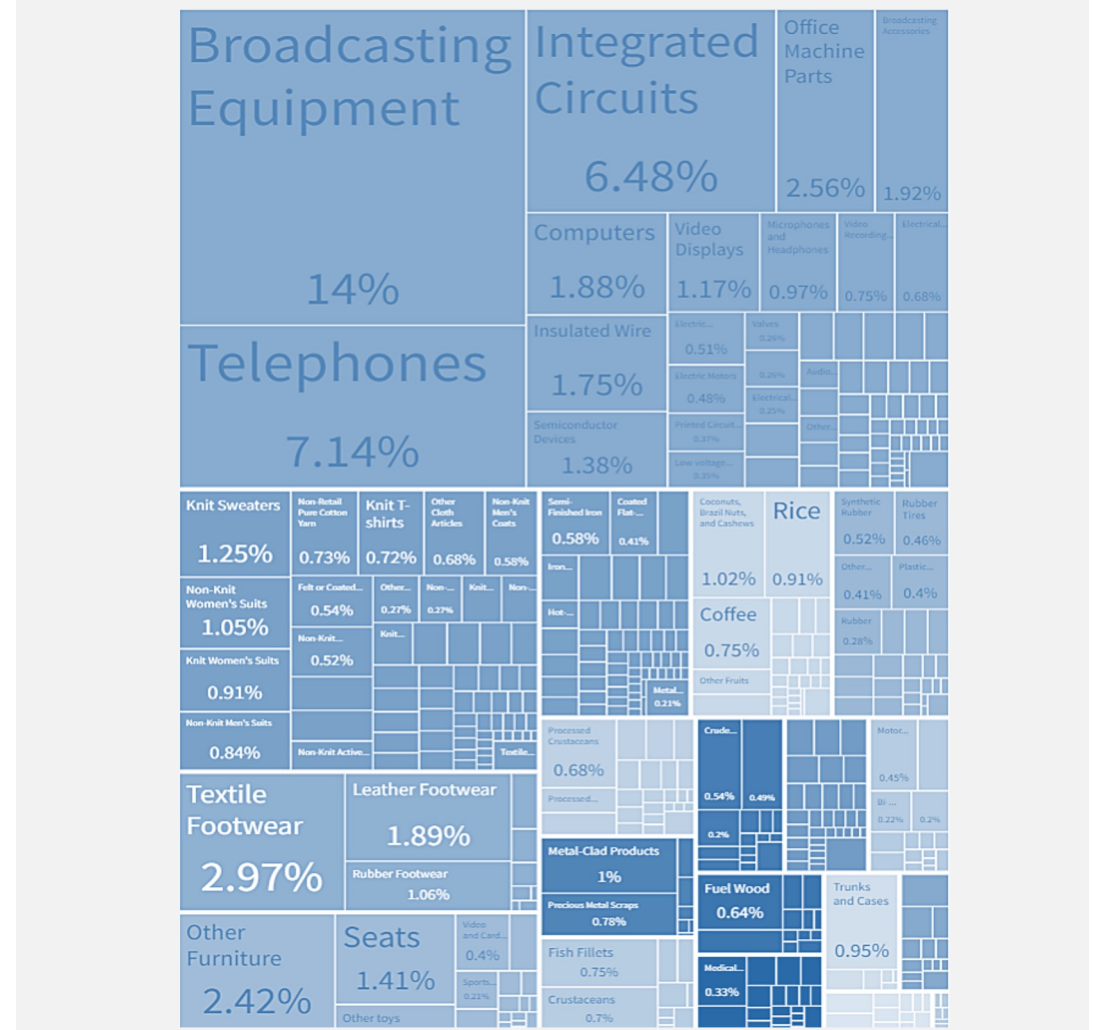 Broadcasting
Equipment
14%
Telephones
7.14%
Integrated
Circuits
6.48%
Office
Machine
Parts
2.56%
Broadcasting
Accessories
1.92%
Computers
1.88%
Video
Displays
1.17%
Microphones
and
Headphones
0.97%
Video
Recording...
0.75%
Electrical...
0.68%
Insulated Wire
1.75%
Semiconductor
Devices
1.38%
Electric...
0.51%
Electric Motors
0.48%
Printed Circuit...
0.37%
Low-voltage...
0.35%
Valves
0.26%
0.26%
Electrical...
0.25%
Audio...
Other...
Knit Sweaters
1.25%
Non-Knit
Women's Suits
1.05%
Knit Women's Suits
0.91%
Non-Knit Men's Suits
0.84%
Non-Retail
Pure Cotton
Yarn
0.73%
Knit T-
shirts
0.72%
Other
Cloth
Articles
0.68%
Non-Knit
Men's
Coats
0.58%
Felt or Coated...
0.54%
Other...
0.27%
Non-...
0.27%
Knit...
Non-...
Non-Knit...
0.52%
Knit...
Non-Knit Active...
Textile...
Semi-
Finished Iron
0.58%
Coated
Flat-...
0.41%
Iron...
Hot-...
Metal...
0.21%
Coconuts,
Brazil Nuts,
and Cashews
1.02%
Rice
0.91%
Coffee
0.75%
Other Fruits
Synthetic
Rubber
0.52%
Rubber
Tires
0.46%
Other...
0.41%
Plastic...
0.4%
Rubber
0.28%
Textile
Footwear
2.97%
Leather Footwear
1.89%
Rubber Footwear
1.06%
Other
Furniture
2.42%
Seats
1.41%
Other toys
Video
and Card...
0.4%
Sports...
0.21%
Processed
Crustaceans
0.68%
Processed...
Metal-Clad Products
1%
Precious Metal Scraps
0.78%
Fish Fillets
0.75%
Crustaceans
0.7%
Crude...
0.54%
0.49%
0.2%
Motor...
0.45%
Bi-...
0.22%
0.2%
Fuel Wood
0.64%
Medical...
0.33%
Trunks
and Cases
0.95%